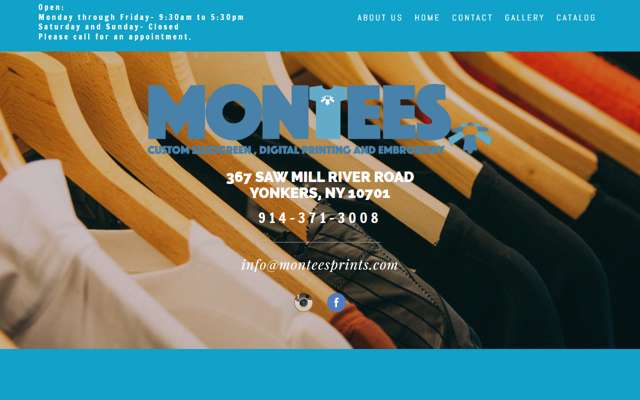 Open:
Monday through Friday- 9:30am to 5:30pm
Saturday and Sunday- Closed
Please call for an appointment.
ABOUT US HOME CONTACT GALLERY CATALOG
MONTEES
CUSTOM SILKSCREEN, DIGITAL PRINTING AND EMBROIDERY
367 SAW MILL RIVER ROAD
YONKERS, NY 10701
914-371-3008
info@monteesprints.com